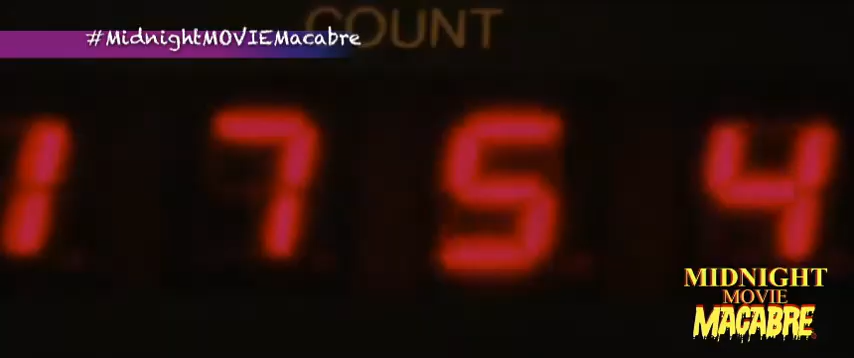 COUNT
#MidnightMOVIEMacabre
1754
MIDNIGHT
MOVIE
MACABRE